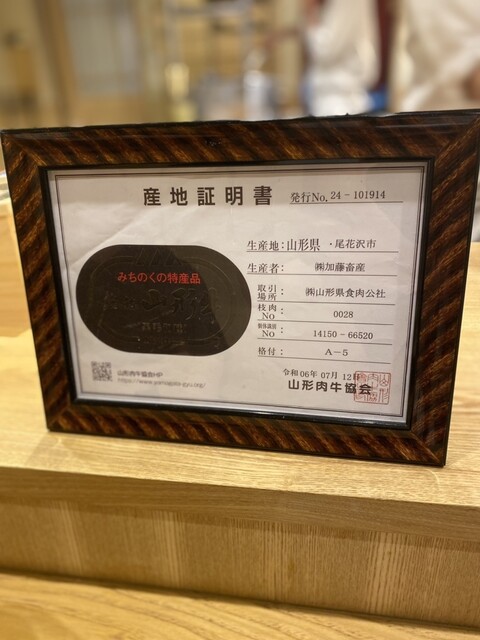 産地証明書 発行No.24-101914
みちのくの特産品
生産地: 山形県・尾花沢市
生産者: ㈱加藤畜産
取引場所: ㈱山形県食肉公社
枝肉No 0028
個体識別No 14150-66520
格付: A-5
令和06年07月12日
山形肉牛協会
山形肉牛協会HP